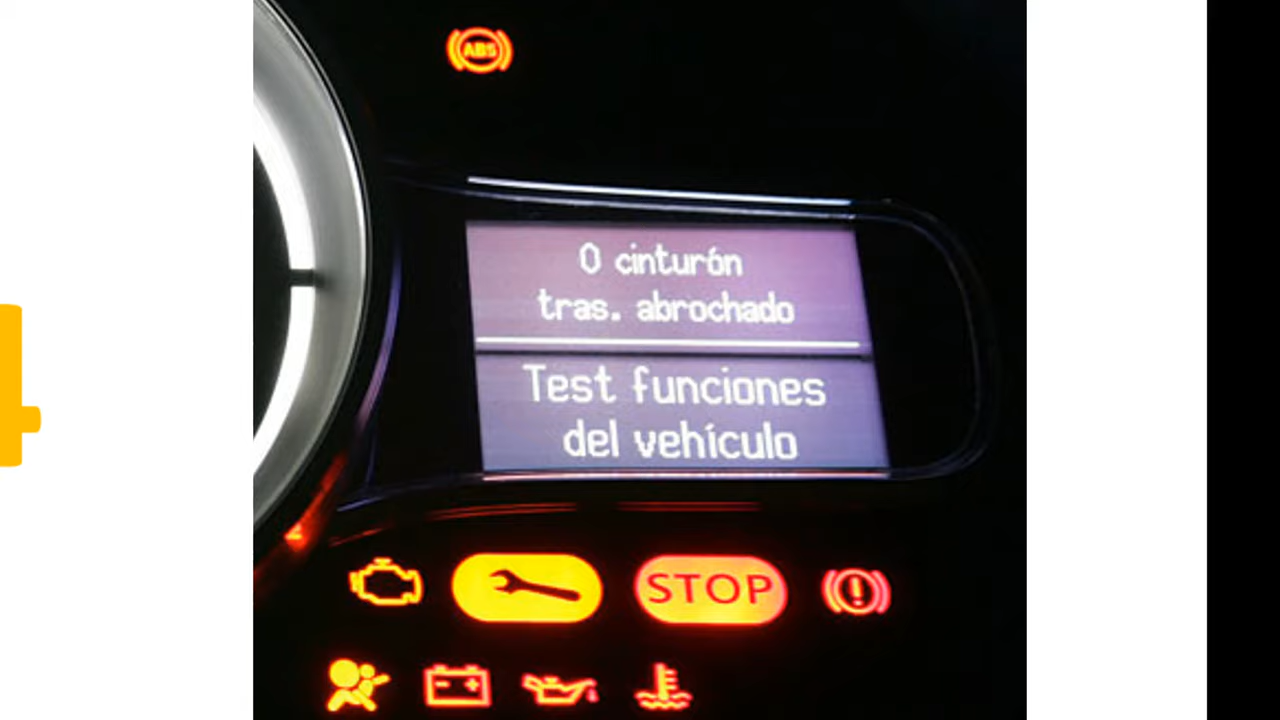 ABS
0 cinturón
tras. abrochado
Test funciones
del vehículo
STOP